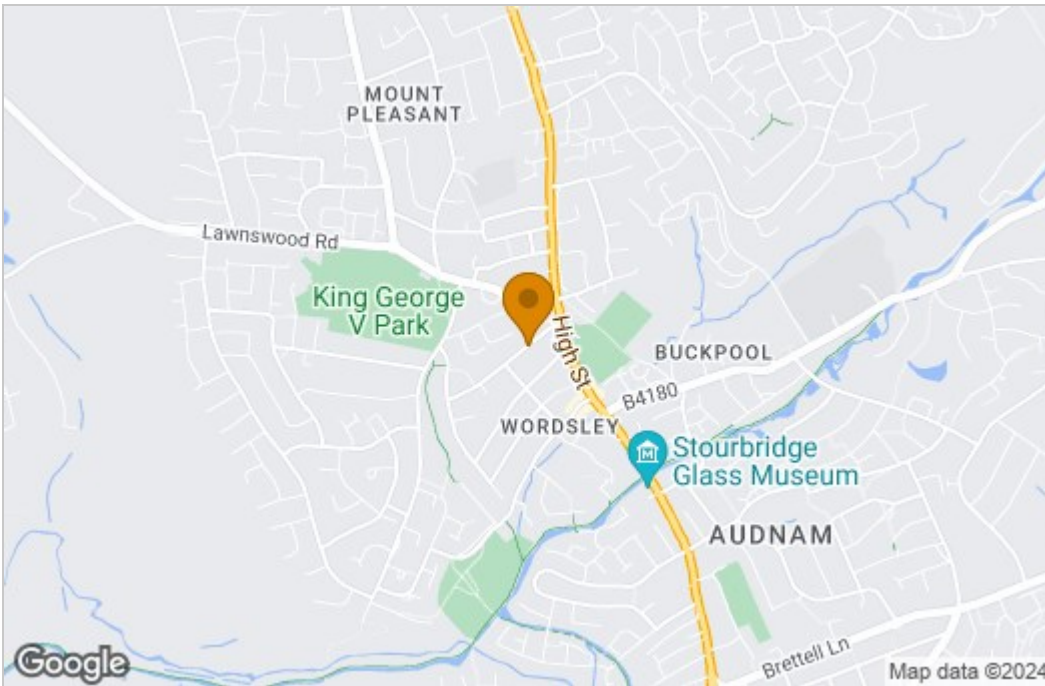 MOUNT
PLEASANT
Lawnswood Rd
King George
V Park
High St
BUCKPOOL
B4180
WORDSLEY
Stourbridge
Glass Museum
M
AUDNAM
Brettell Ln
Google
Map data ©2024